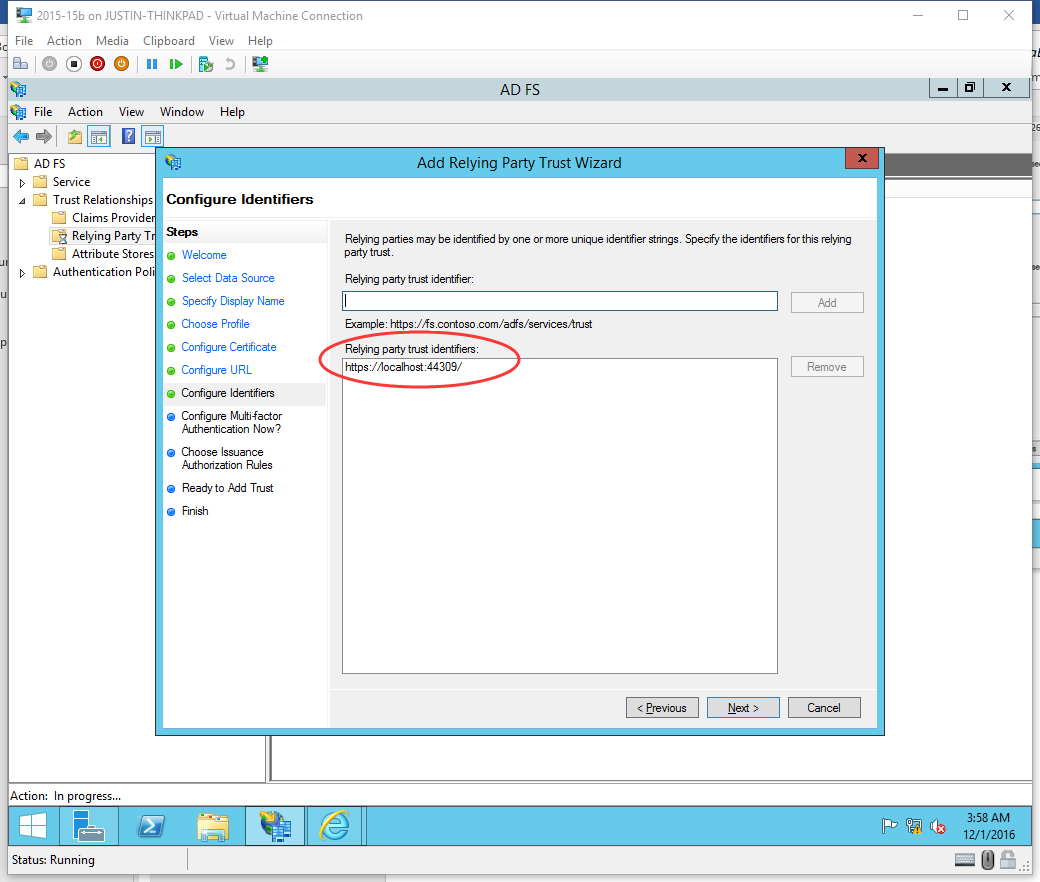 2015-15b on JUSTIN-THINKPAD - Virtual Machine Connection
File Action Media Clipboard View Help
AD FS
File Action View Window Help
AD FS
Service
Trust Relationships
Claims Provider
Relying Party Tr
Attribute Stores
Authentication Poli
Add Relying Party Trust Wizard
Configure Identifiers
Steps
Welcome
Select Data Source
Specify Display Name
Choose Profile
Configure Certificate
Configure URL
Configure Identifiers
Configure Multi-factor
Authentication Now?
Choose Issuance
Authorization Rules
Ready to Add Trust
Finish
Relying parties may be identified by one or more unique identifier strings. Specify the identifiers for this relying
party trust.
Relying party trust identifier:
Add
Example: https://fs.contoso.com/adfs/services/trust
Relying party trust identifiers:
https://localhost:44309/
Remove
< Previous
Next >
Cancel
Action: In progress...
3:58 AM
12/1/2016
Status: Running